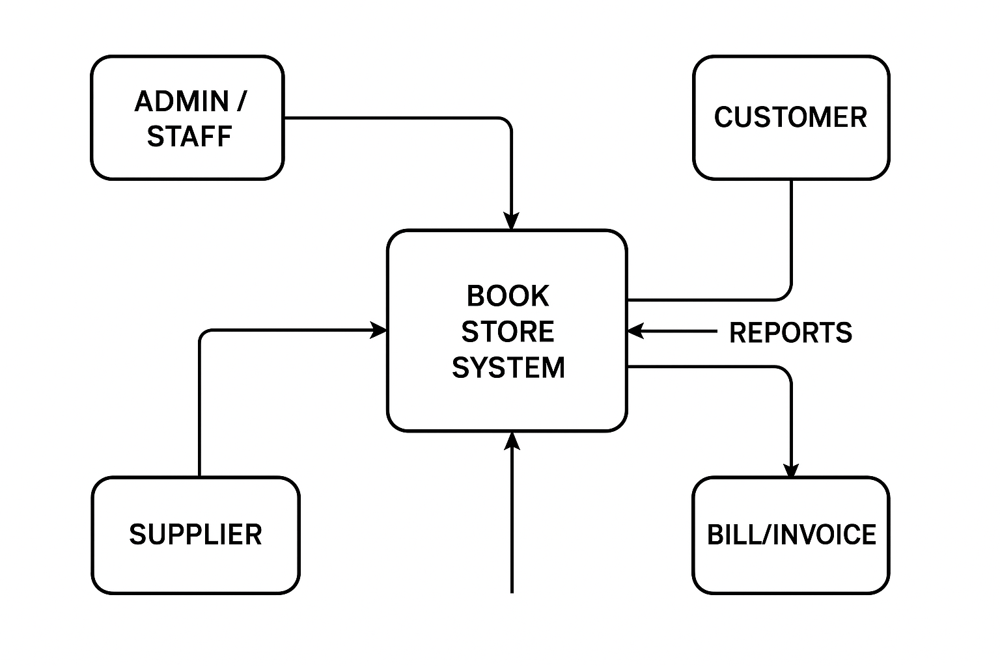 ADMIN /
STAFF
CUSTOMER
BOOK
STORE
SYSTEM
REPORTS
SUPPLIER
BILL/INVOICE